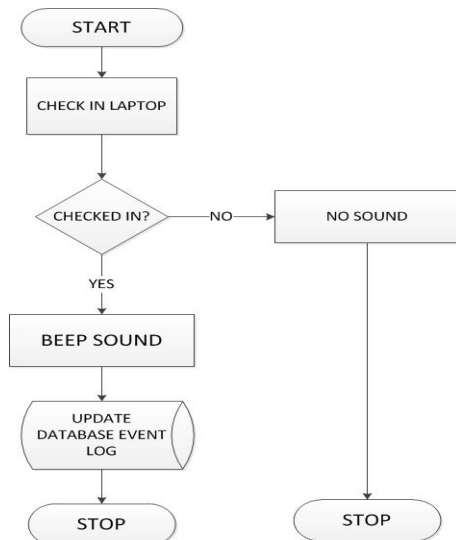 START
CHECK IN LAPTOP
CHECKED IN?
NO
NO SOUND
YES
BEEP SOUND
UPDATE
DATABASE EVENT
LOG
STOP
STOP